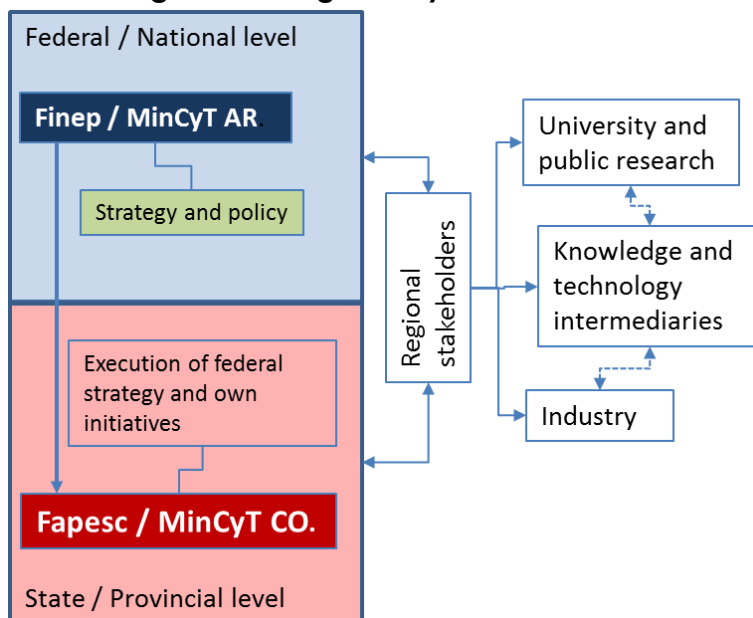 Federal / National level
Finep / MinCyT AR.
Strategy and policy
Execution of federal
strategy and own
initiatives
Fapesc / MinCyT CO.
State / Provincial level
Regional
stakeholders
University and
public research
Knowledge and
technology
intermediaries
Industry